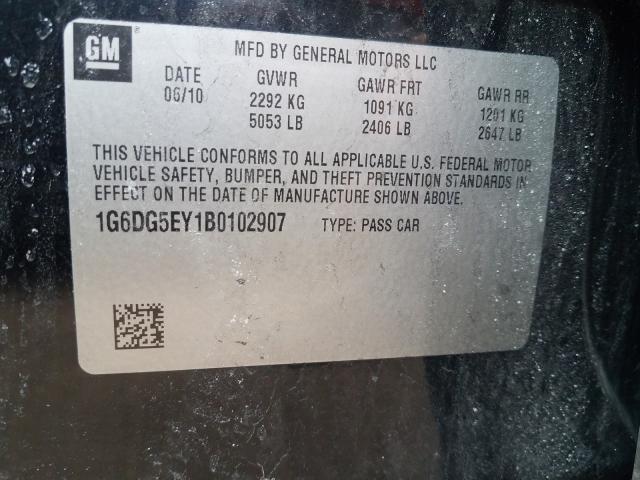 GM
MFD BY GENERAL MOTORS LLC
DATE GVWR GAWR FRT GAWR RR
06/10 2292 KG 1091 KG 1201 KG
5053 LB 2406 LB 2647 LB
THIS VEHICLE CONFORMS TO ALL APPLICABLE U.S. FEDERAL MOTOR
VEHICLE SAFETY, BUMPER, AND THEFT PREVENTION STANDARDS IN
EFFECT ON THE DATE OF MANUFACTURE SHOWN ABOVE.
1G6DG5EY1B0102907 TYPE: PASS CAR